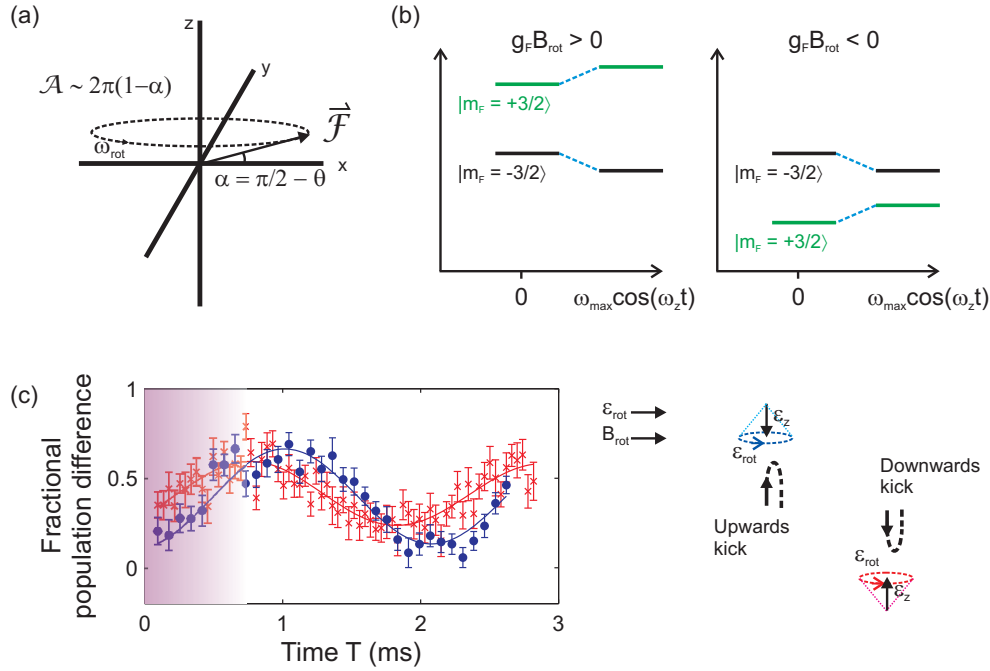 (a)
z
y
𝒜 ~ 2π(1−α)
ω_rot
ℱ⃗
x
α = π/2 − θ
(b)
g_F B_rot > 0
g_F B_rot < 0
|m_F = +3/2⟩
|m_F = -3/2⟩
|m_F = -3/2⟩
|m_F = +3/2⟩
0
ω_max cos(ω_z t)
0
ω_max cos(ω_z t)
(c)
Fractional
population difference
1
0.5
0
0
1
2
3
Time T (ms)
ε_rot
B_rot
ε_z
ε_rot
Upwards
kick
Downwards
kick
ε_rot
ε_z